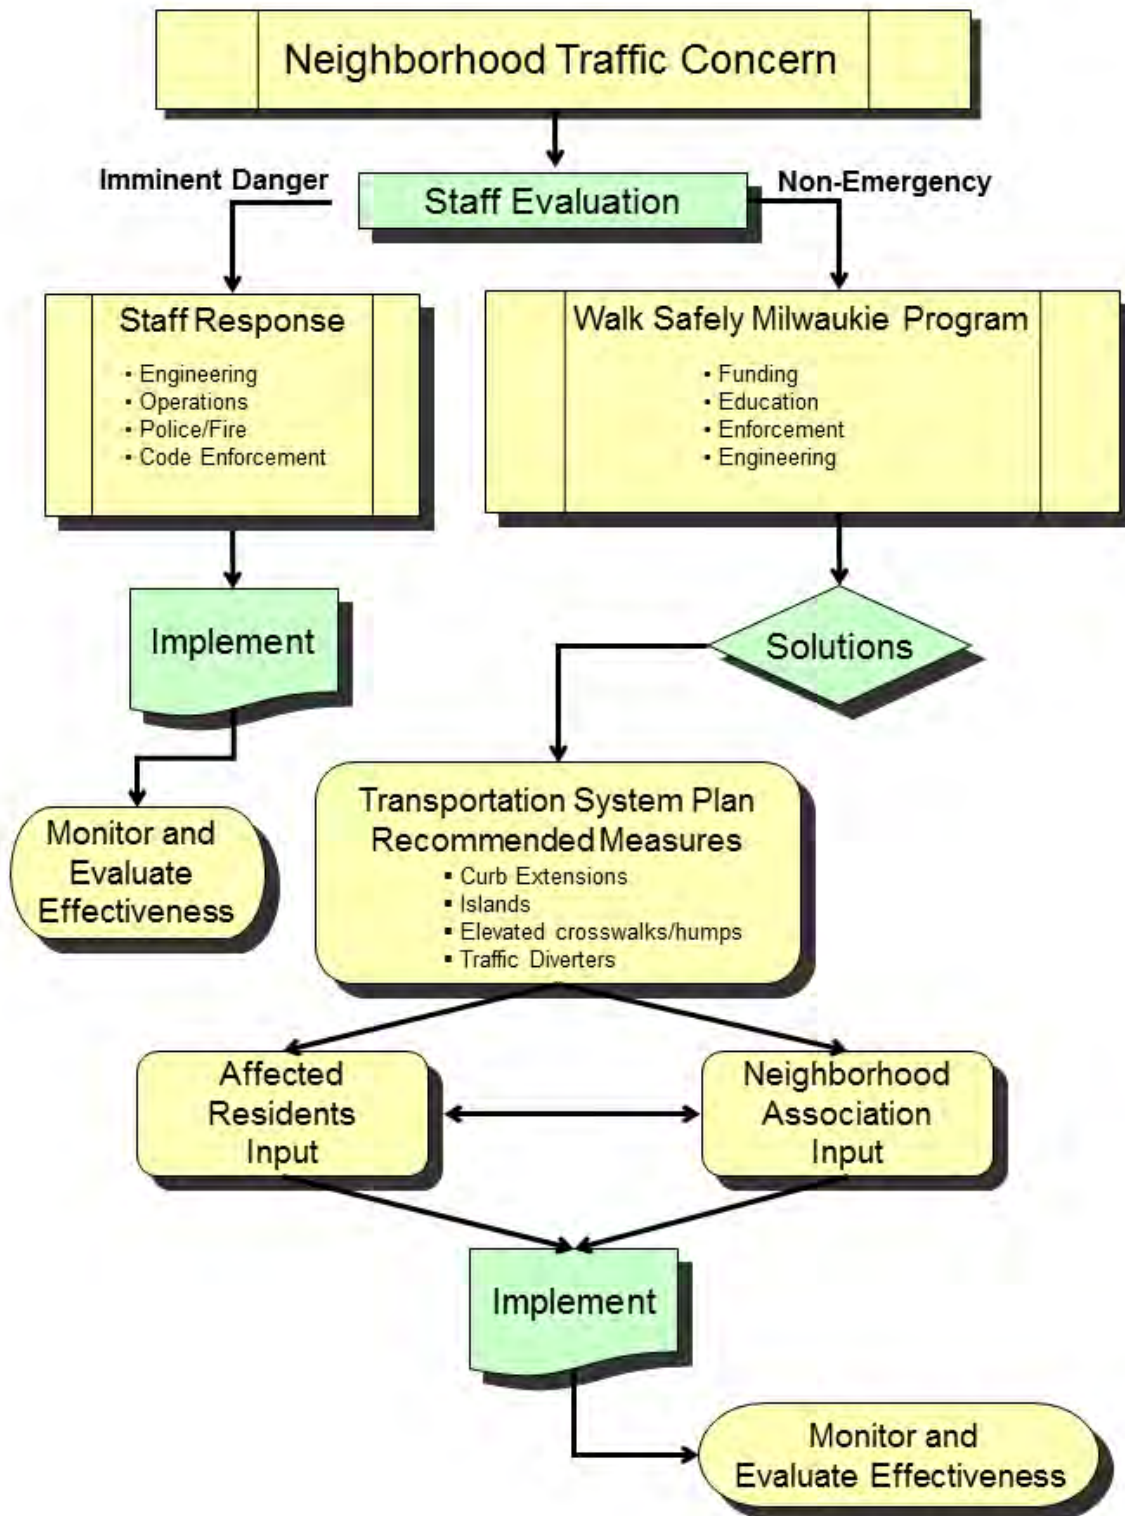 Neighborhood Traffic Concern
Imminent Danger
Staff Evaluation
Non-Emergency
Staff Response
• Engineering
• Operations
• Police/Fire
• Code Enforcement
Walk Safely Milwaukie Program
• Funding
• Education
• Enforcement
• Engineering
Implement
Solutions
Monitor and
Evaluate
Effectiveness
Transportation System Plan
Recommended Measures
▪ Curb Extensions
▪ Islands
▪ Elevated crosswalks/humps
▪ Traffic Diverters
Affected
Residents
Input
Neighborhood
Association
Input
Implement
Monitor and
Evaluate Effectiveness